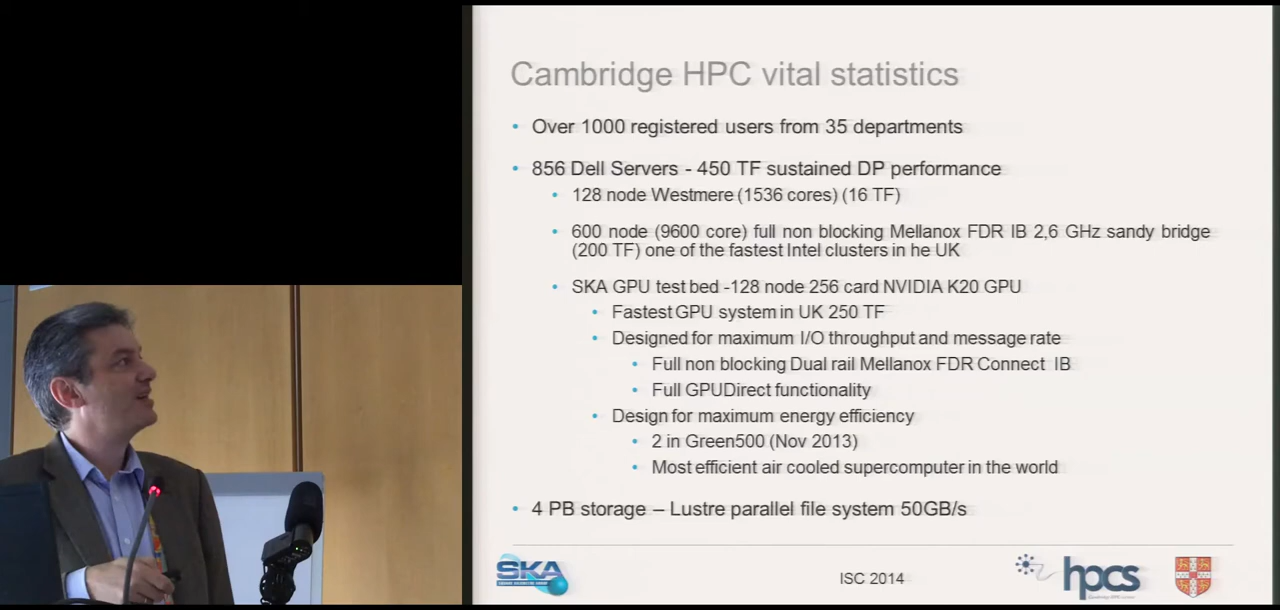 Cambridge HPC vital statistics
• Over 1000 registered users from 35 departments
• 856 Dell Servers - 450 TF sustained DP performance
• 128 node Westmere (1536 cores) (16 TF)
• 600 node (9600 core) full non blocking Mellanox FDR IB 2,6 GHz sandy bridge
(200 TF) one of the fastest Intel clusters in he UK
• SKA GPU test bed -128 node 256 card NVIDIA K20 GPU
• Fastest GPU system in UK 250 TF
• Designed for maximum I/O throughput and message rate
• Full non blocking Dual rail Mellanox FDR Connect IB
• Full GPUDirect functionality
• Design for maximum energy efficiency
• 2 in Green500 (Nov 2013)
• Most efficient air cooled supercomputer in the world
• 4 PB storage – Lustre parallel file system 50GB/s
SKA
ISC 2014
hpcs